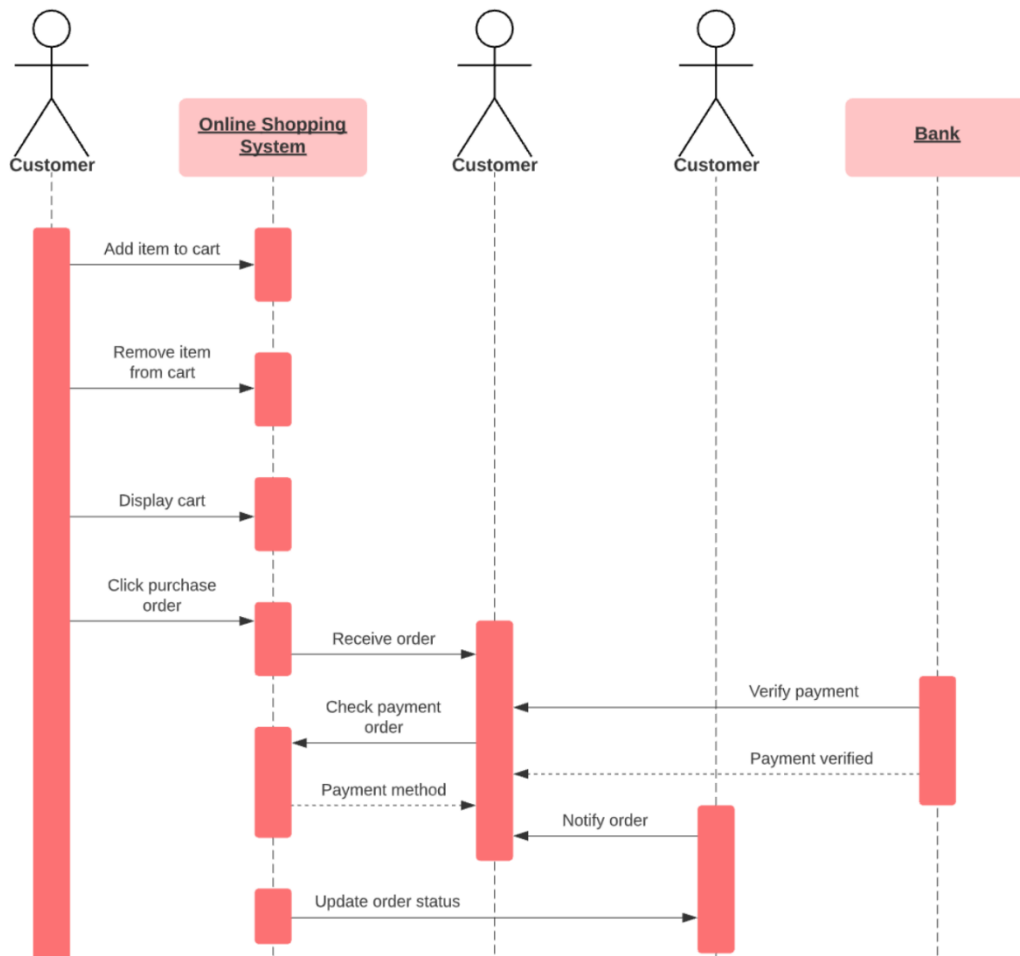 Online Shopping
System
Bank
Customer
Customer
Customer
Add item to cart
Remove item
from cart
Display cart
Click purchase
order
Receive order
Verify payment
Check payment
order
Payment verified
Payment method
Notify order
Update order status